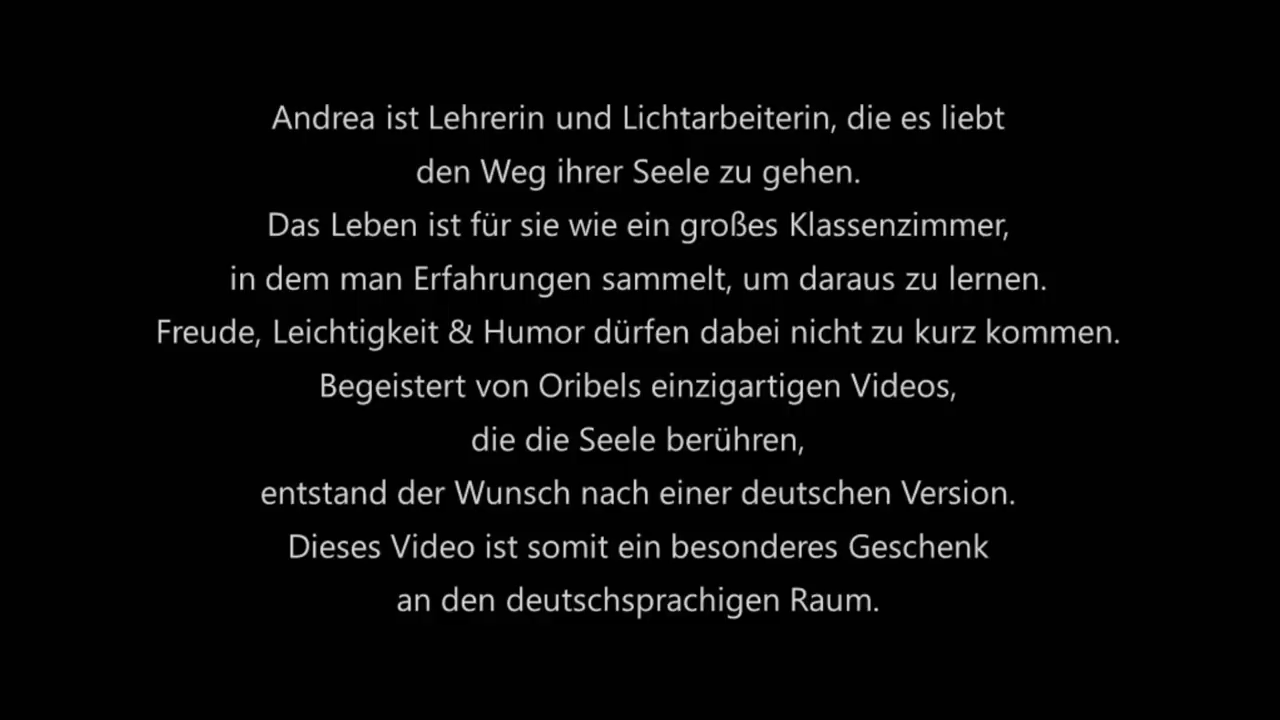 Andrea ist Lehrerin und Lichtarbeiterin, die es liebt
den Weg ihrer Seele zu gehen.
Das Leben ist für sie wie ein großes Klassenzimmer,
in dem man Erfahrungen sammelt, um daraus zu lernen.
Freude, Leichtigkeit & Humor dürfen dabei nicht zu kurz kommen.
Begeistert von Oribels einzigartigen Videos,
die die Seele berühren,
entstand der Wunsch nach einer deutschen Version.
Dieses Video ist somit ein besonderes Geschenk
an den deutschsprachigen Raum.